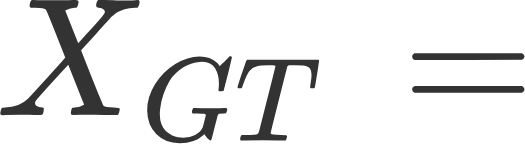 X_{GT} =